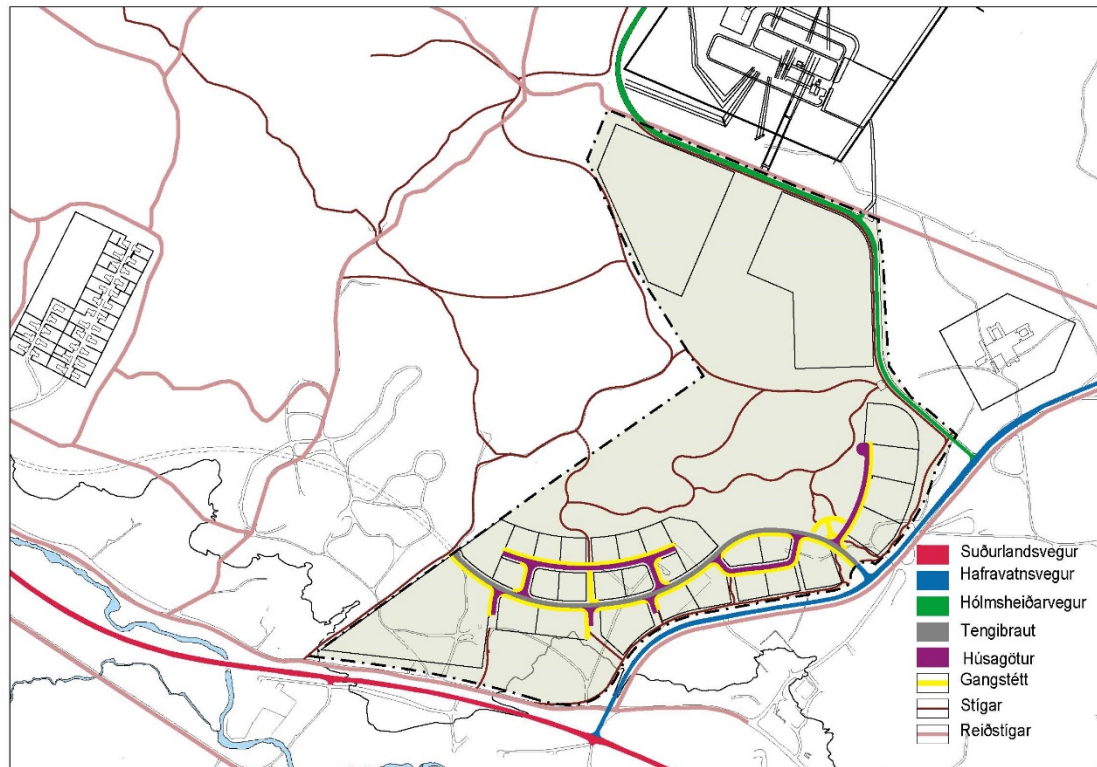 Suðurlandsvegur
Hafravatnsvegur
Hólmsheiðarvegur
Tengibraut
Húsagötur
Gangstétt
Stígar
Reiðstígar